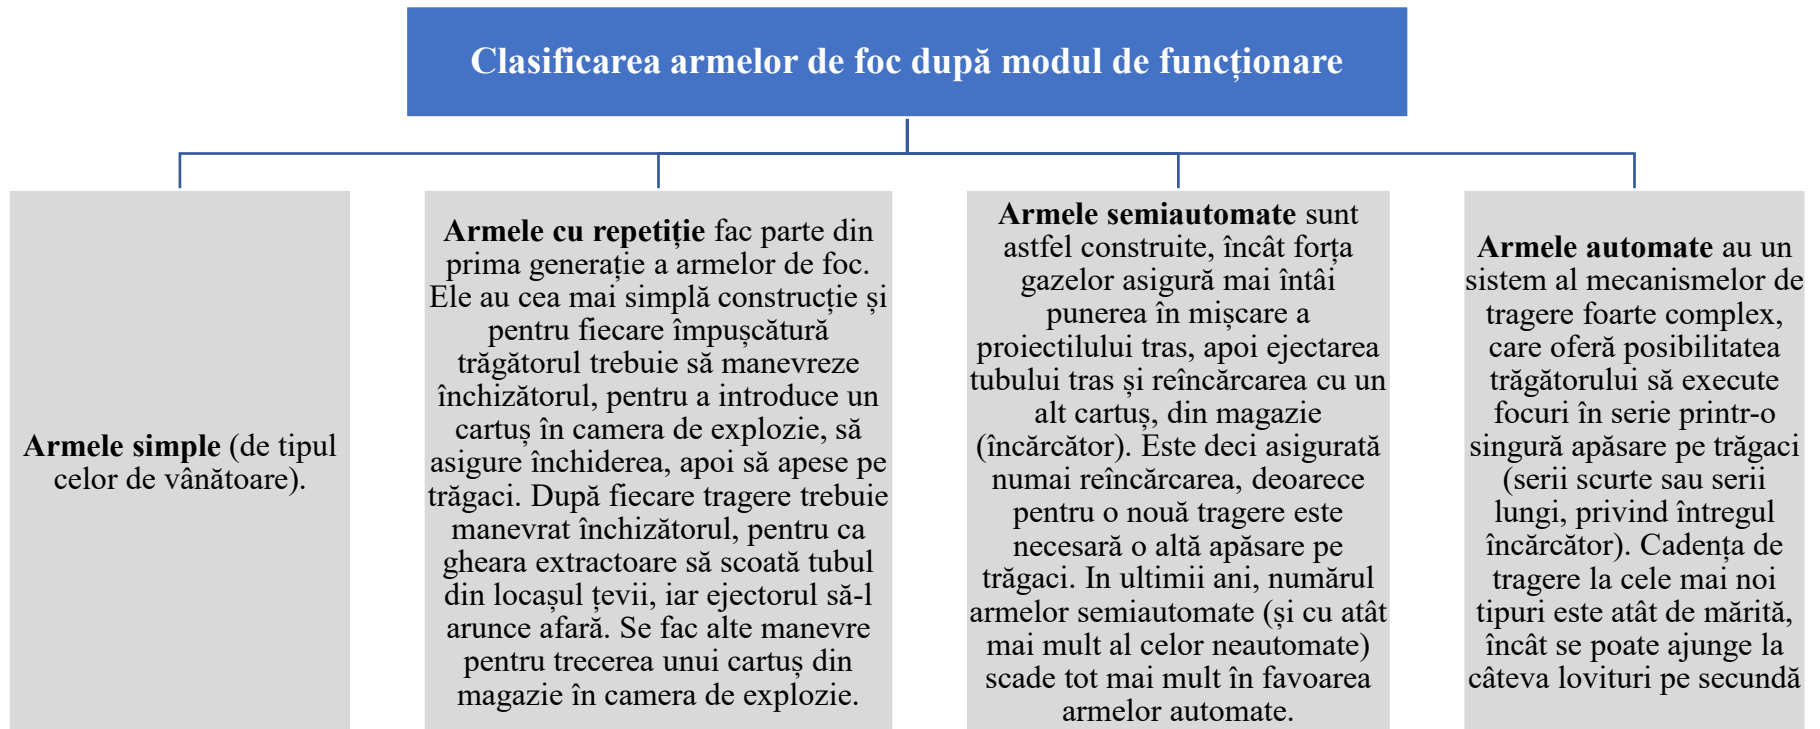 Clasificarea armelor de foc după modul de funcționare
Armele simple (de tipul
celor de vânătoare).
Armele cu repetiție fac parte din
prima generație a armelor de foc.
Ele au cea mai simplă construcție și
pentru fiecare împușcătură
trăgătorul trebuie să manevreze
închizătorul, pentru a introduce un
cartuș în camera de explozie, să
asigure închiderea, apoi să apese pe
trăgaci. După fiecare tragere trebuie
manevrat închizătorul, pentru ca
gheara extractoare să scoată tubul
din locașul țevii, iar ejectorul să-l
arunce afară. Se fac alte manevre
pentru trecerea unui cartuș din
magazie în camera de explozie.
Armele semiautomate sunt
astfel construite, încât forța
gazelor asigură mai întâi
punerea în mișcare a
proiectilului tras, apoi ejectarea
tubului tras și reîncărcarea cu un
alt cartuș, din magazie
(încărcător). Este deci asigurată
numai reîncărcarea, deoarece
pentru o nouă tragere este
necesară o altă apăsare pe
trăgaci. In ultimii ani, numărul
armelor semiautomate (și cu atât
mai mult al celor neautomate)
scade tot mai mult în favoarea
armelor automate.
Armele automate au un
sistem al mecanismelor de
tragere foarte complex,
care oferă posibilitatea
trăgătorului să execute
focuri în serie printr-o
singură apăsare pe trăgaci
(serii scurte sau serii
lungi, privind întregul
încărcător). Cadența de
tragere la cele mai noi
tipuri este atât de mărită,
încât se poate ajunge la
câteva lovituri pe secundă